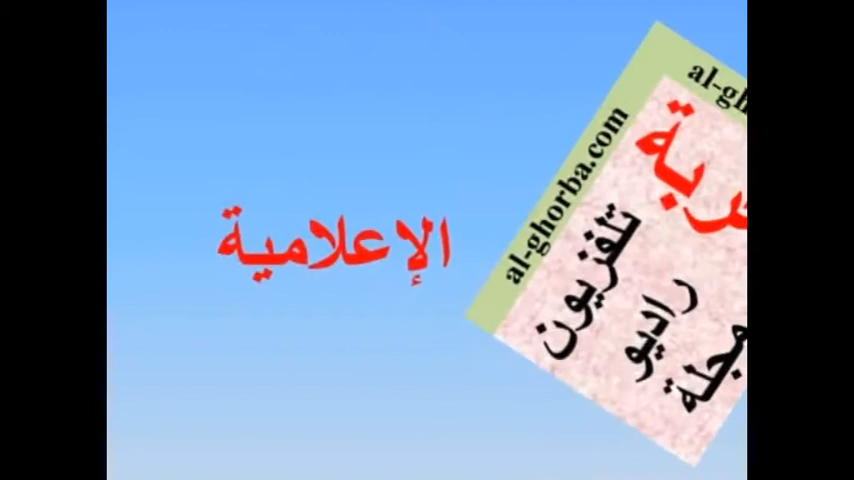 الإعلامية
al-ghorba.com
تلفزيون
راديو
مجلة